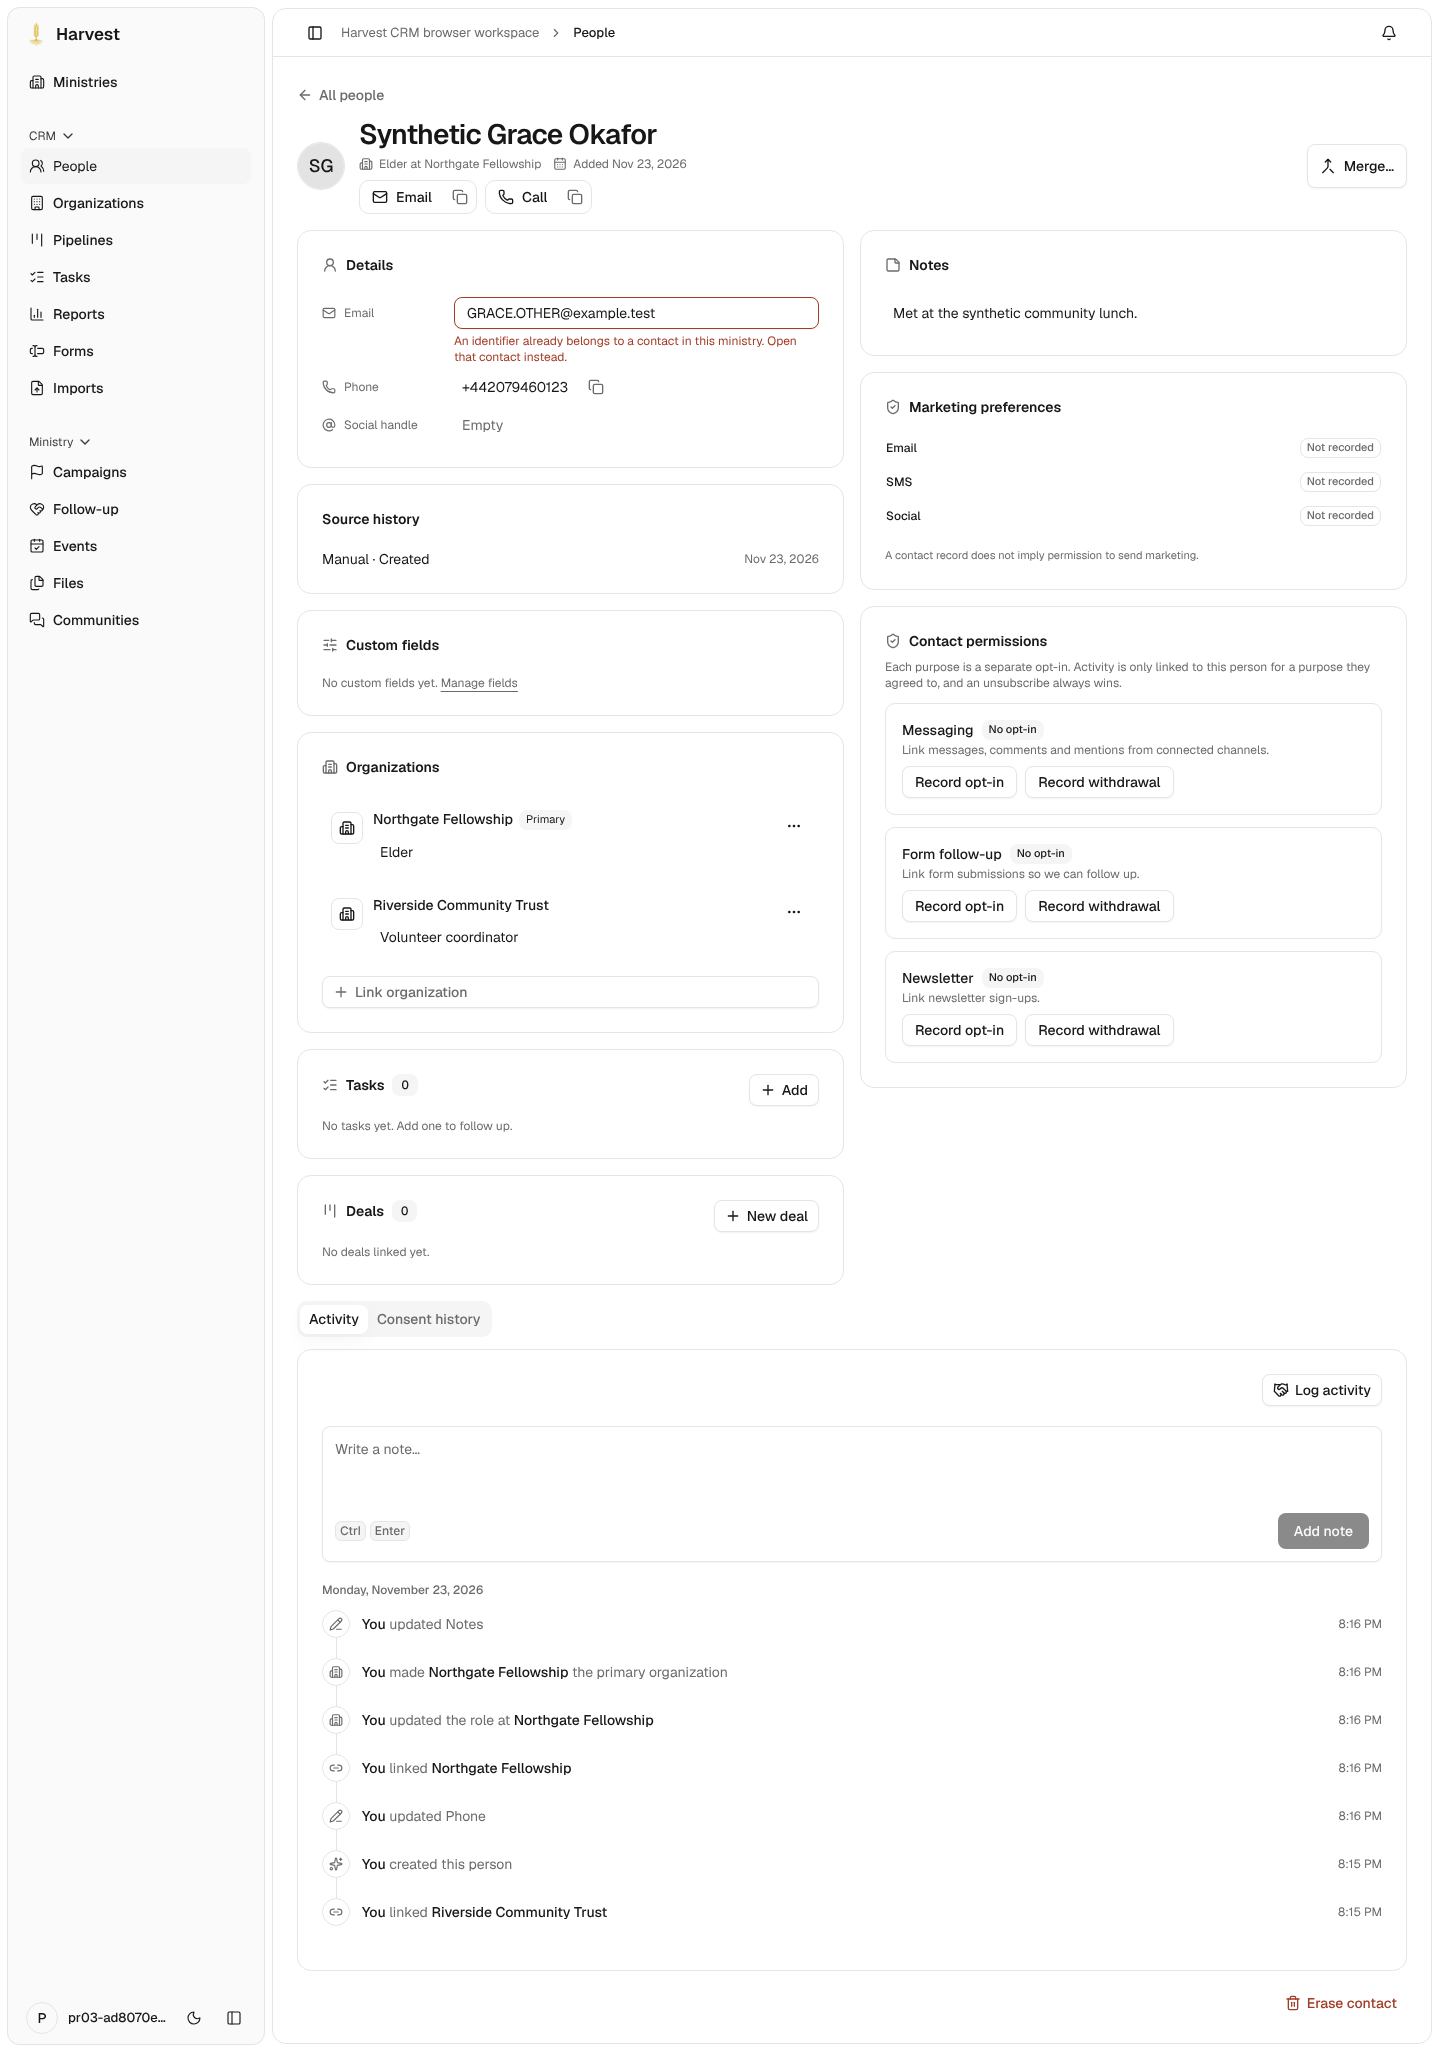 Harvest
Ministries
CRM
People
Organizations
Pipelines
Tasks
Reports
Forms
Imports
Ministry
Campaigns
Follow-up
Events
Files
Communities
pr03-ad8070e...
P
Harvest CRM browser workspace > People
All people
SG
Synthetic Grace Okafor
Elder at Northgate Fellowship Added Nov 23, 2026
Email Call
Merge...
Details
Email GRACE.OTHER@example.test
An identifier already belongs to a contact in this ministry. Open
that contact instead.
Phone +442079460123
Social handle Empty
Source history
Manual · Created Nov 23, 2026
Custom fields
No custom fields yet. Manage fields
Organizations
Northgate Fellowship Primary
Elder
Riverside Community Trust
Volunteer coordinator
Link organization
Tasks 0 Add
No tasks yet. Add one to follow up.
Deals 0 New deal
No deals linked yet.
Notes
Met at the synthetic community lunch.
Marketing preferences
Email Not recorded
SMS Not recorded
Social Not recorded
A contact record does not imply permission to send marketing.
Contact permissions
Each purpose is a separate opt-in. Activity is only linked to this person for a purpose they
agreed to, and an unsubscribe always wins.
Messaging No opt-in
Link messages, comments and mentions from connected channels.
Record opt-in Record withdrawal
Form follow-up No opt-in
Link form submissions so we can follow up.
Record opt-in Record withdrawal
Newsletter No opt-in
Link newsletter sign-ups.
Record opt-in Record withdrawal
Activity Consent history
Log activity
Write a note...
Ctrl Enter Add note
Monday, November 23, 2026
You updated Notes 8:16 PM
You made Northgate Fellowship the primary organization 8:16 PM
You updated the role at Northgate Fellowship 8:16 PM
You linked Northgate Fellowship 8:16 PM
You updated Phone 8:16 PM
You created this person 8:15 PM
You linked Riverside Community Trust 8:15 PM
Erase contact